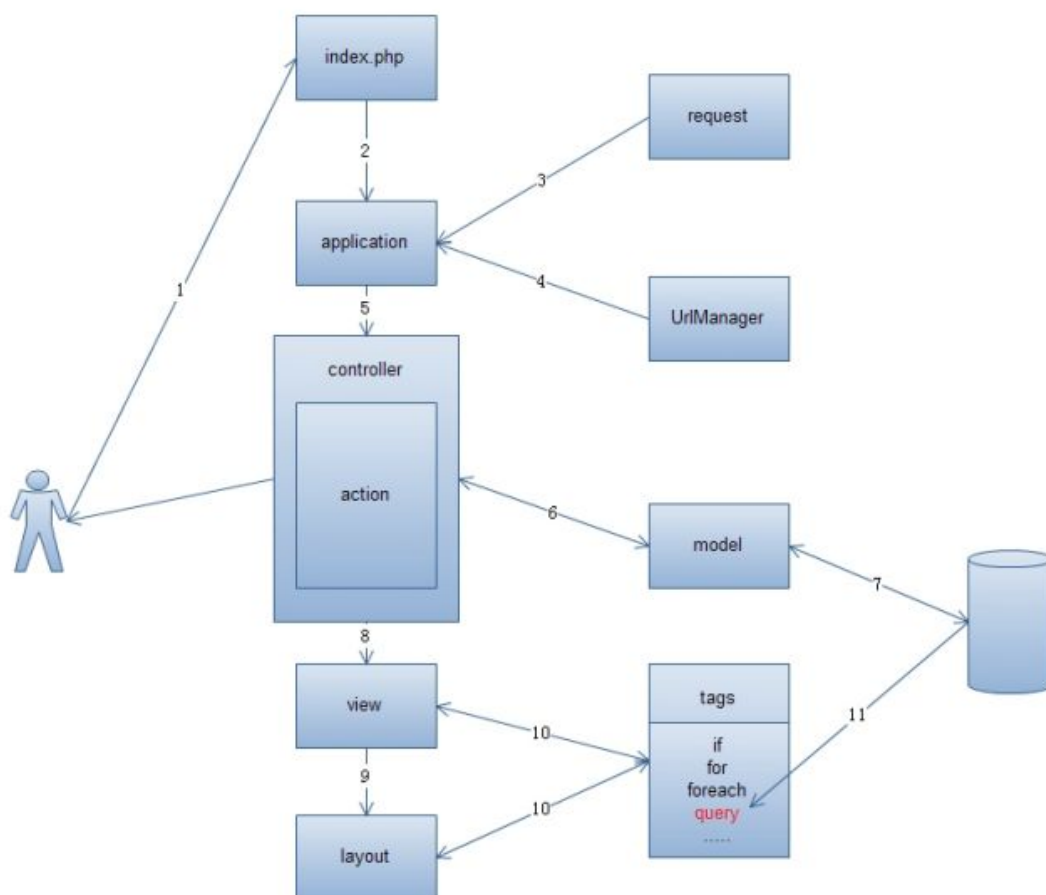 index.php
request
2
3
application
1
4
5
UrlManager
controller
action
6
model
7
8
tags
view
11
10
if
for
9
foreach
query
10
.....
layout